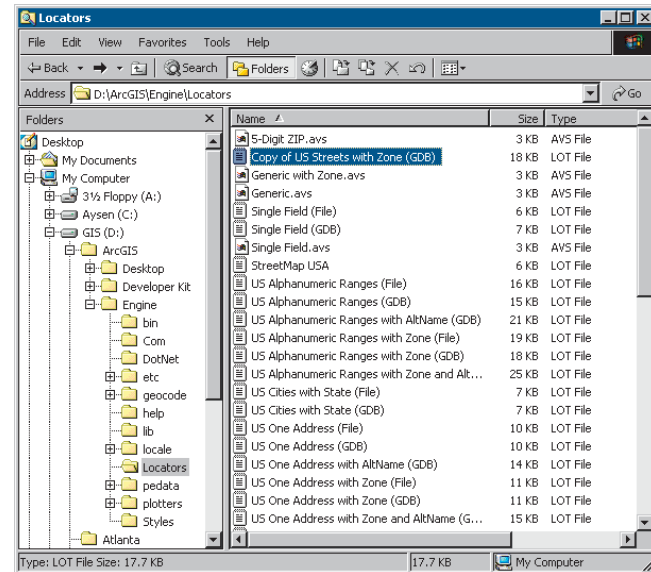 Locators
File Edit View Favorites Tools Help
Back Search Folders
Address D:\ArcGIS\Engine\Locators Go
Folders
Desktop
My Documents
My Computer
3½ Floppy (A:)
Aysen (C:)
GIS (D:)
ArcGIS
Desktop
Developer Kit
Engine
bin
Com
DotNet
etc
geocode
help
lib
locale
Locators
pedata
plotters
Styles
Atlanta
Name Size Type
5-Digit ZIP.avs 3 KB AVS File
Copy of US Streets with Zone (GDB) 18 KB LOT File
Generic with Zone.avs 3 KB AVS File
Generic.avs 3 KB AVS File
Single Field (File) 6 KB LOT File
Single Field (GDB) 7 KB LOT File
Single Field.avs 3 KB AVS File
StreetMap USA 6 KB LOT File
US Alphanumeric Ranges (File) 16 KB LOT File
US Alphanumeric Ranges (GDB) 15 KB LOT File
US Alphanumeric Ranges with AltName (GDB) 21 KB LOT File
US Alphanumeric Ranges with Zone (File) 19 KB LOT File
US Alphanumeric Ranges with Zone (GDB) 18 KB LOT File
US Alphanumeric Ranges with Zone and Alt... 25 KB LOT File
US Cities with State (File) 7 KB LOT File
US Cities with State (GDB) 7 KB LOT File
US One Address (File) 10 KB LOT File
US One Address (GDB) 10 KB LOT File
US One Address with AltName (GDB) 14 KB LOT File
US One Address with Zone (File) 11 KB LOT File
US One Address with Zone (GDB) 11 KB LOT File
US One Address with Zone and AltName (G... 15 KB LOT File
Type: LOT File Size: 17.7 KB 17.7 KB My Computer